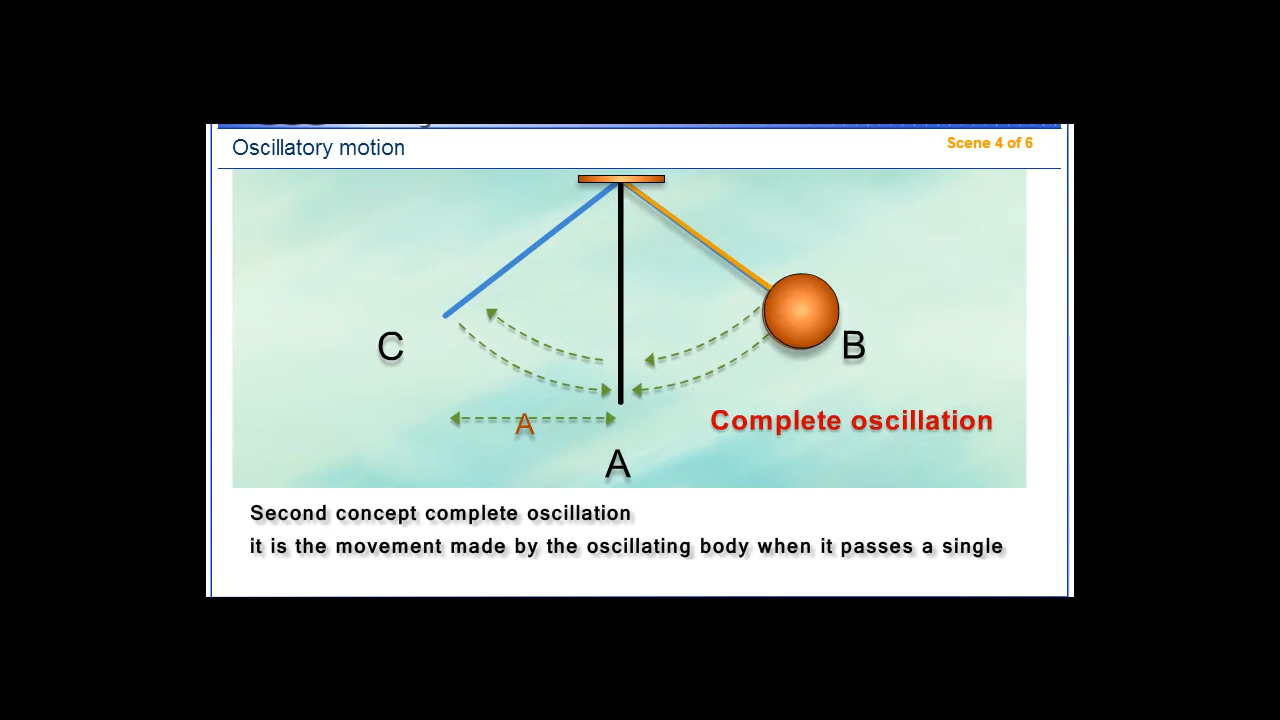 Oscillatory motion
Scene 4 of 6
C
B
A
Complete oscillation
A
Second concept complete oscillation
it is the movement made by the oscillating body when it passes a single